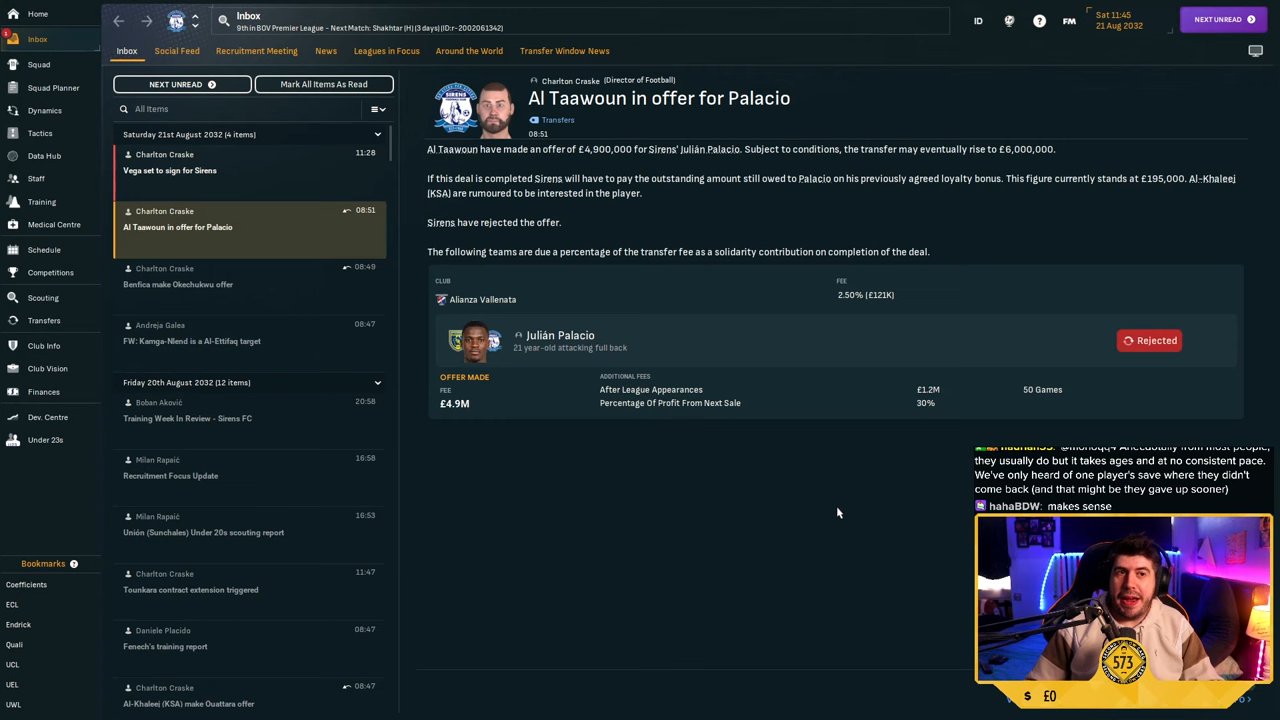 Home
Inbox
Squad
Squad Planner
Dynamics
Tactics
Data Hub
Staff
Training
Medical Centre
Schedule
Competitions
Scouting
Transfers
Club Info
Club Vision
Finances
Dev. Centre
Under 23s
Bookmarks
Coefficients
ECL
Endrick
Quali
UCL
UEL
UWL
Inbox
9th in BOV Premier League - Next Match: Shakhtar (H) (3 days) (ID:r-2002061342)
ID
FM
Sat 11:45
21 Aug 2032
NEXT UNREAD
Inbox
Social Feed
Recruitment Meeting
News
Leagues in Focus
Around the World
Transfer Window News
NEXT UNREAD
Mark All Items As Read
All Items
Saturday 21st August 2032 (4 items)
Charlton Craske 11:28
Vega set to sign for Sirens
Charlton Craske 08:51
Al Taawoun in offer for Palacio
Charlton Craske 08:49
Benfica make Okechukwu offer
Andreja Galea 08:47
FW: Kamga-Nlend is a Al-Ettifaq target
Friday 20th August 2032 (12 items)
Boban Aković 20:58
Training Week In Review - Sirens FC
Milan Rapaić 16:58
Recruitment Focus Update
Milan Rapaić 16:53
Unión (Sunchales) Under 20s scouting report
Charlton Craske 11:47
Tounkara contract extension triggered
Daniele Placido 08:47
Fenech's training report
Charlton Craske 08:47
Al-Khaleej (KSA) make Ouattara offer
SIRENS
Charlton Craske (Director of Football)
Al Taawoun in offer for Palacio
Transfers
08:51
Al Taawoun have made an offer of £4,900,000 for Sirens' Julián Palacio. Subject to conditions, the transfer may eventually rise to £6,000,000.
If this deal is completed Sirens will have to pay the outstanding amount still owed to Palacio on his previously agreed loyalty bonus. This figure currently stands at £195,000. Al-Khaleej
(KSA) are rumoured to be interested in the player.
Sirens have rejected the offer.
The following teams are due a percentage of the transfer fee as a solidarity contribution on completion of the deal.
CLUB FEE
Alianza Vallenata 2.50% (£121K)
Julián Palacio
21 year-old attacking full back
Rejected
OFFER MADE
FEE
£4.9M
ADDITIONAL FEES
After League Appearances £1.2M 50 Games
Percentage Of Profit From Next Sale 30%
Anecdotally from most people,
they usually do but it takes ages and at no consistent pace.
We've only heard of one player's save where they didn't
come back (and that might be they gave up sooner)
hahaBDW: makes sense
573
$ £0